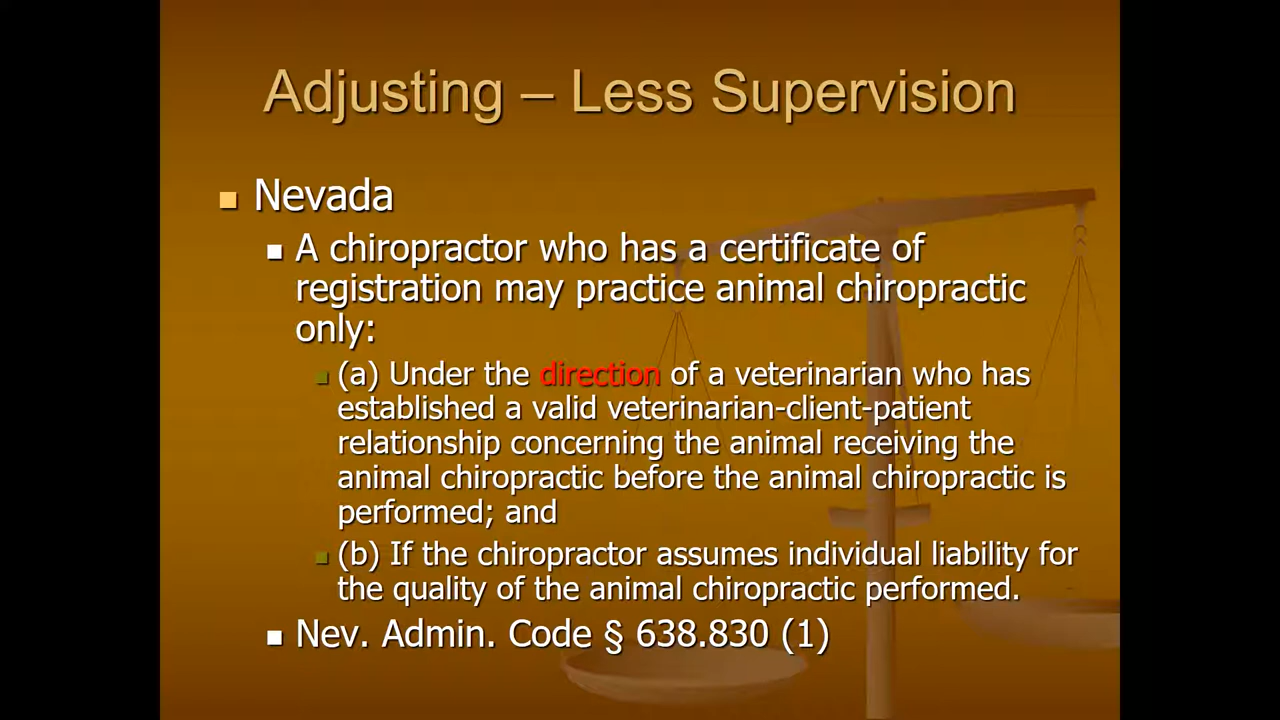 Adjusting – Less Supervision
Nevada
A chiropractor who has a certificate of
registration may practice animal chiropractic
only:
(a) Under the direction of a veterinarian who has
established a valid veterinarian-client-patient
relationship concerning the animal receiving the
animal chiropractic before the animal chiropractic is
performed; and
(b) If the chiropractor assumes individual liability for
the quality of the animal chiropractic performed.
Nev. Admin. Code § 638.830 (1)